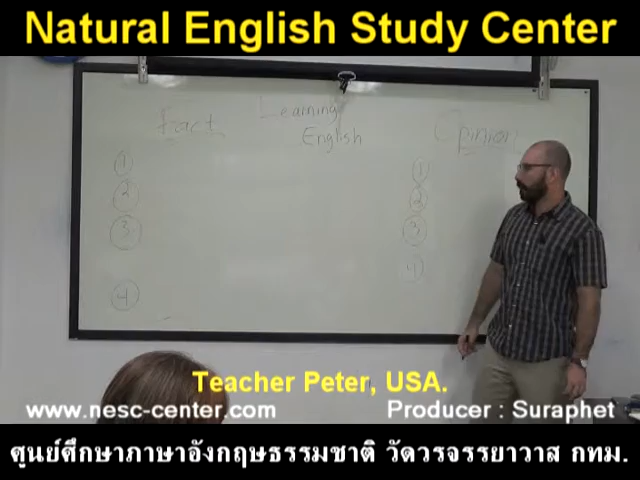 Natural English Study Center
Fact
Learning
English
Opinion
1
2
3
4
1
2
3
4
Teacher Peter, USA.
www.nesc-center.com
Producer : Suraphet
ศูนย์ศึกษาภาษาอังกฤษธรรมชาติ วัดวรจรรยาวาส กทม.